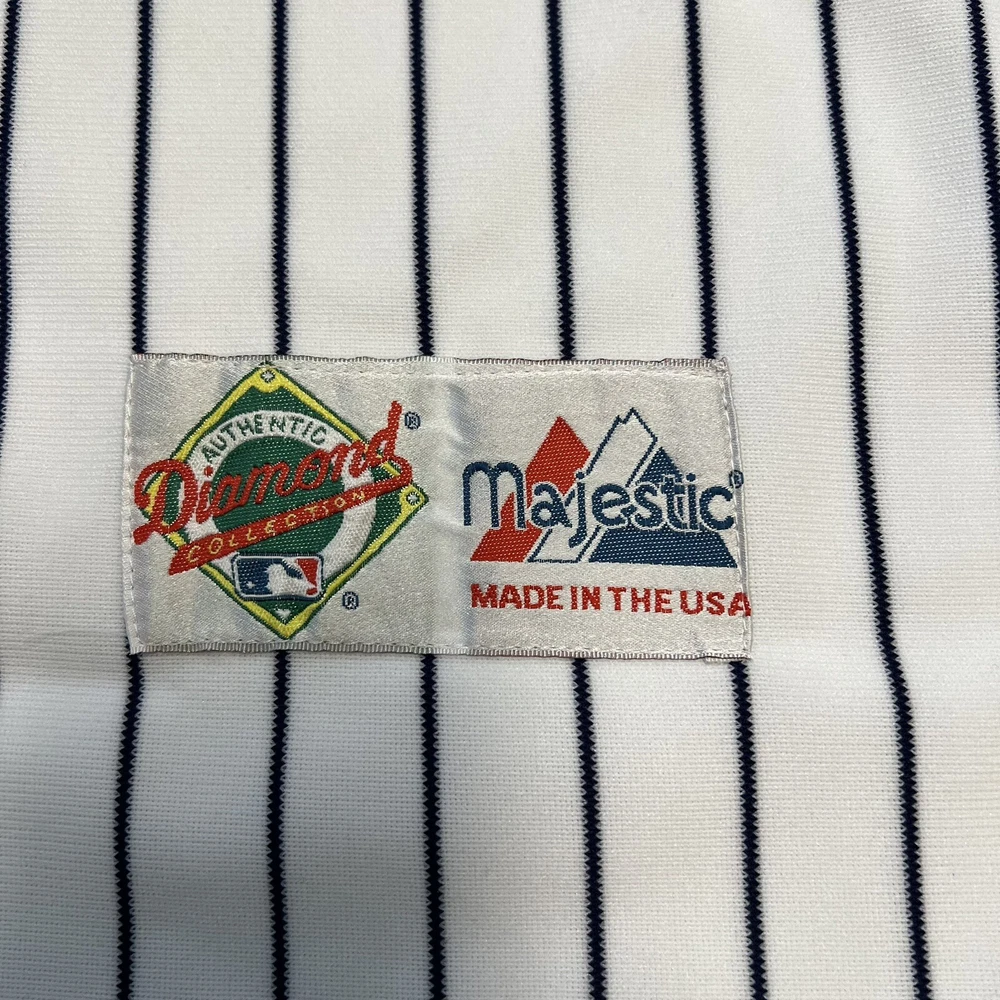 AUTHENTIC
Diamond ®
COLLECTION
®
Majestic®
MADE IN THE USA